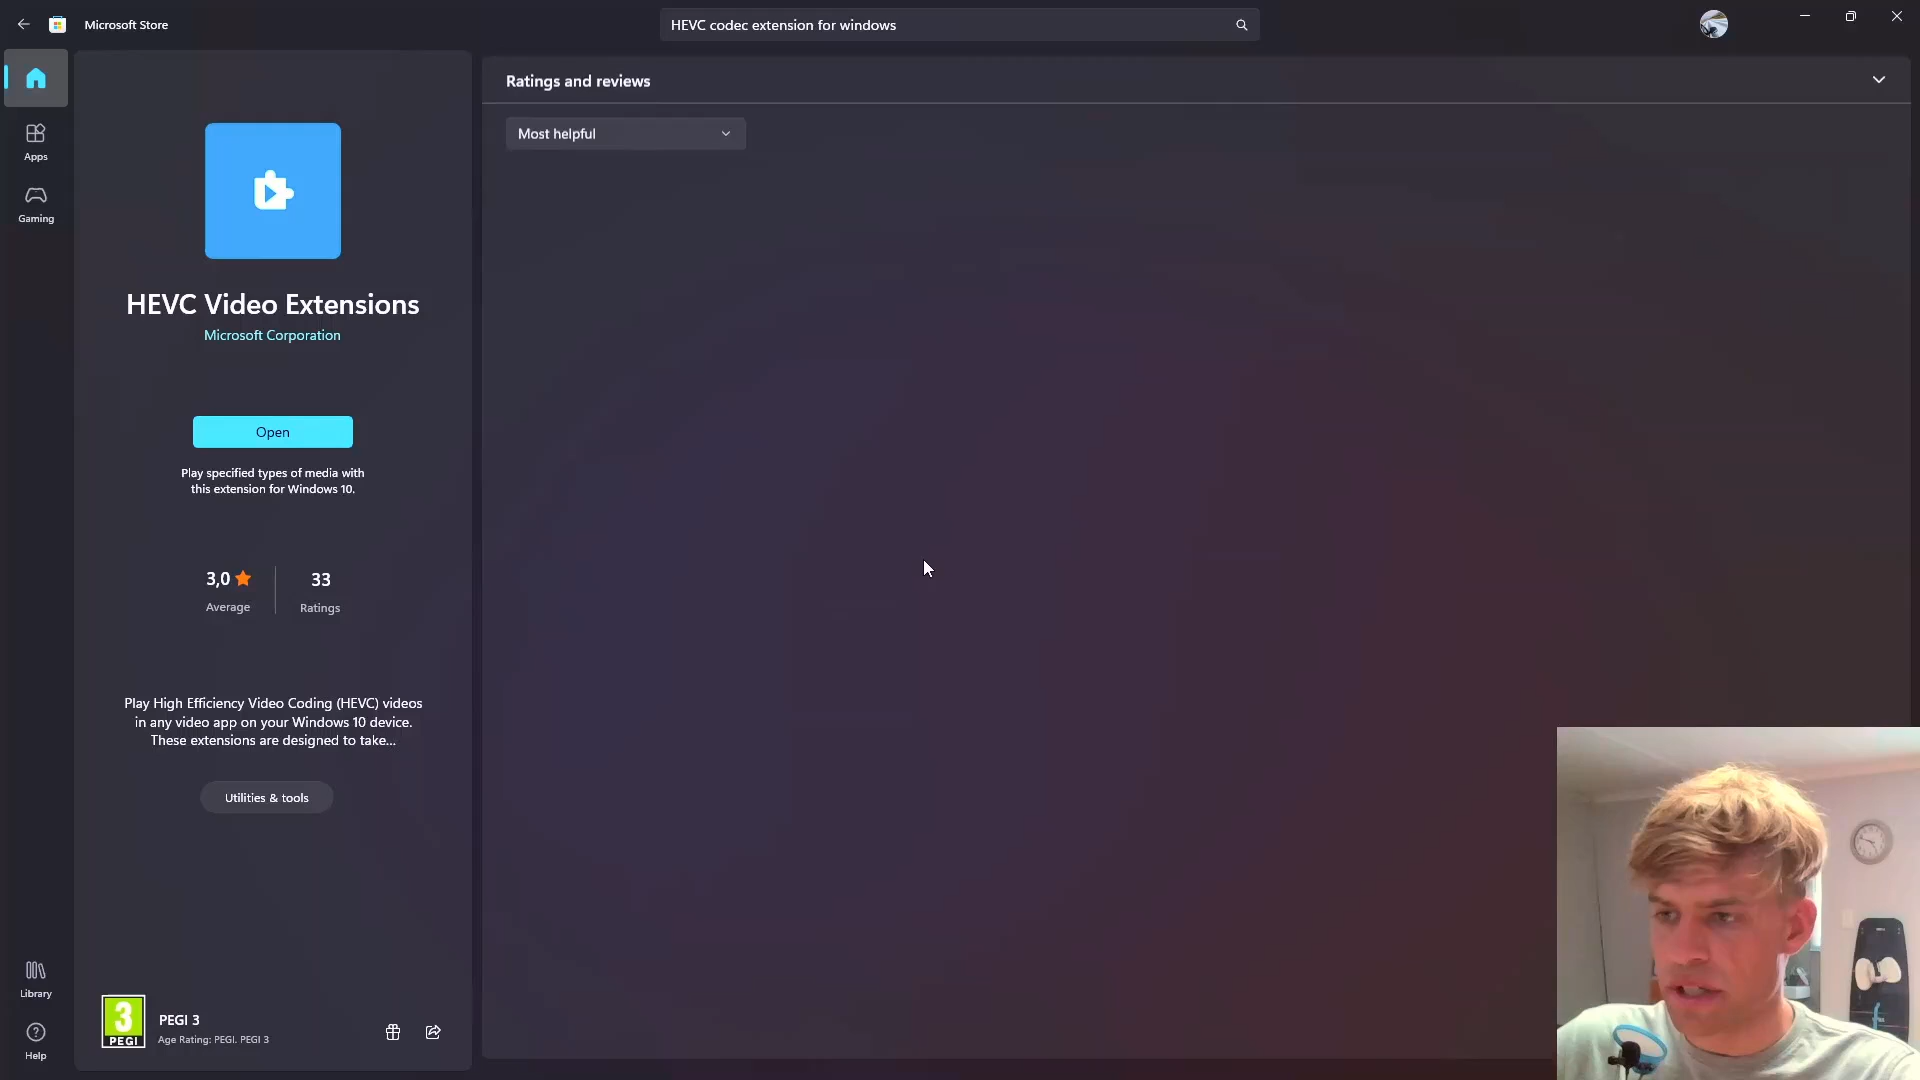 Microsoft Store
HEVC codec extension for windows
Apps
Gaming
Library
Help
HEVC Video Extensions
Microsoft Corporation
Open
Play specified types of media with
this extension for Windows 10.
3,0
Average
33
Ratings
Play High Efficiency Video Coding (HEVC) videos
in any video app on your Windows 10 device.
These extensions are designed to take...
Utilities & tools
3
PEGI
PEGI 3
Age Rating: PEGI. PEGI 3
Ratings and reviews
Most helpful